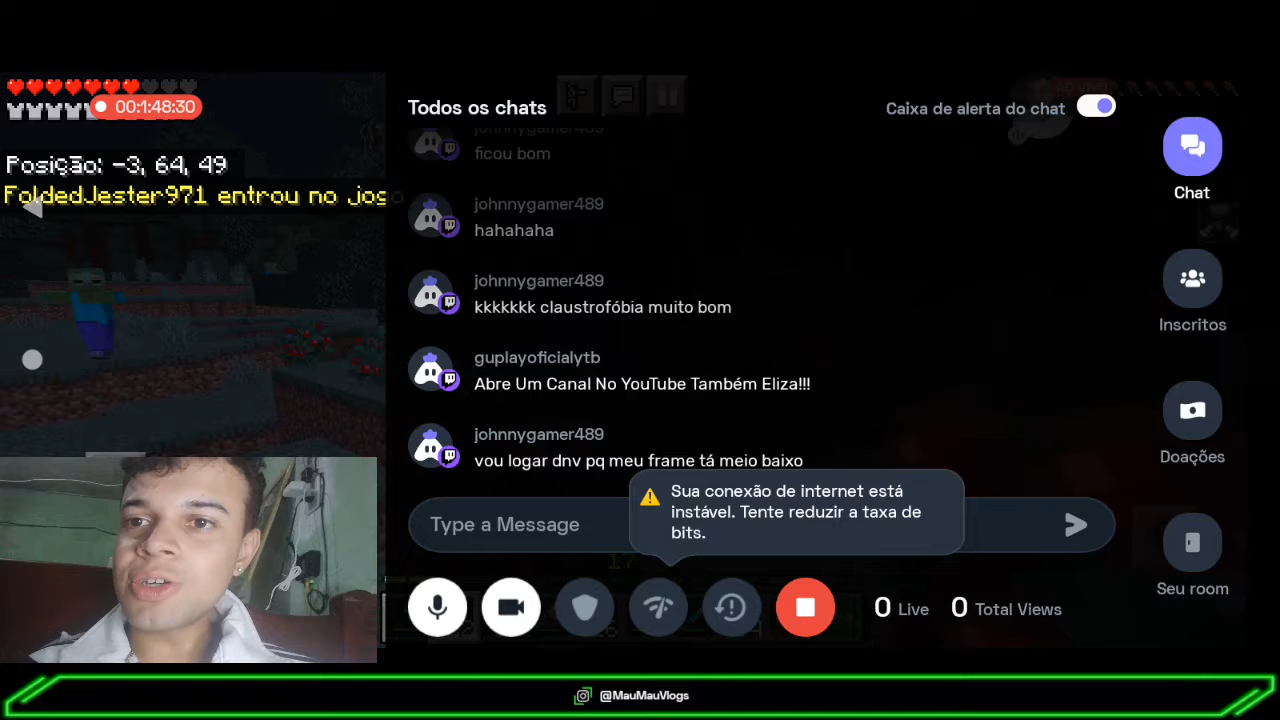 00:1:48:30
Posição: -3, 64, 49
FoldedJester971 entrou no jogo
Todos os chats
Caixa de alerta do chat
johnnygamer489
ficou bom
johnnygamer489
hahahaha
johnnygamer489
kkkkkkk claustrofóbia muito bom
guplayoficialytb
Abre Um Canal No YouTube Também Eliza!!!
johnnygamer489
vou logar dnv pq meu frame tá meio baixo
Type a Message
Sua conexão de internet está
instável. Tente reduzir a taxa de
bits.
0 Live
0 Total Views
Chat
Inscritos
Doações
Seu room
@MauMauVlogs